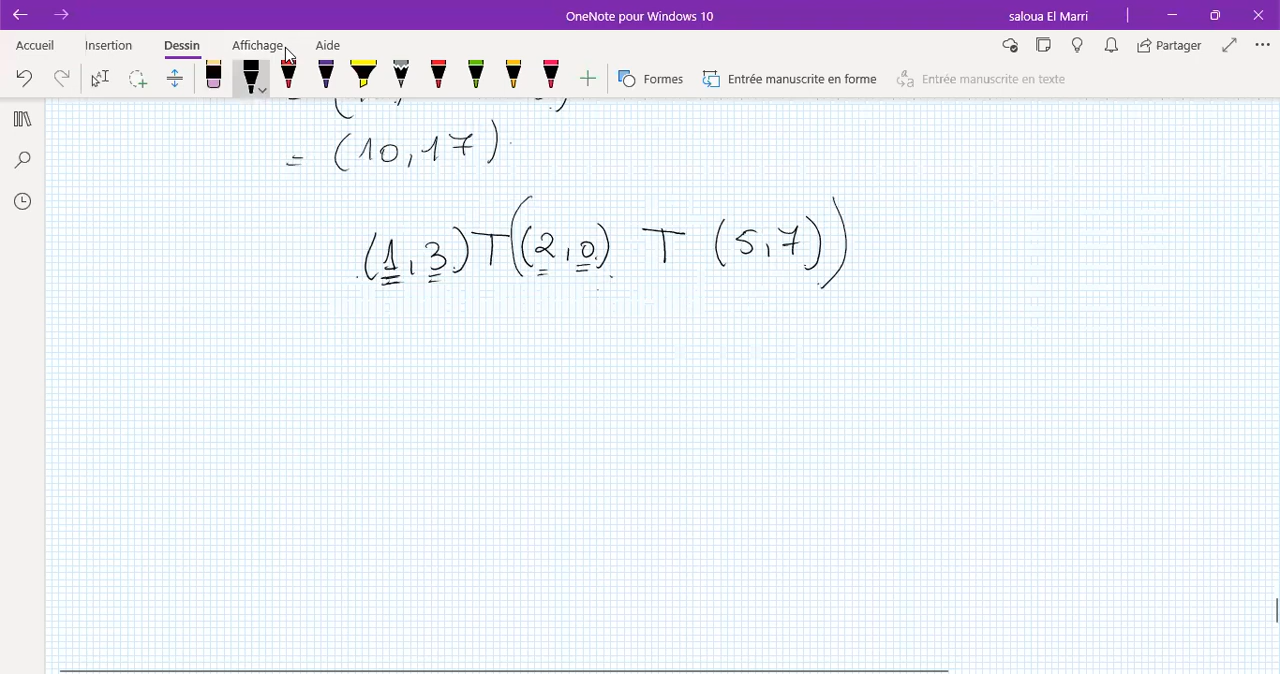 OneNote pour Windows 10
saloua El Marri
Accueil Insertion Dessin Affichage Aide
Partager
Formes Entrée manuscrite en forme Entrée manuscrite en texte
= (10, 17)
(1, 3) T ((2, 0) T (5, 7))